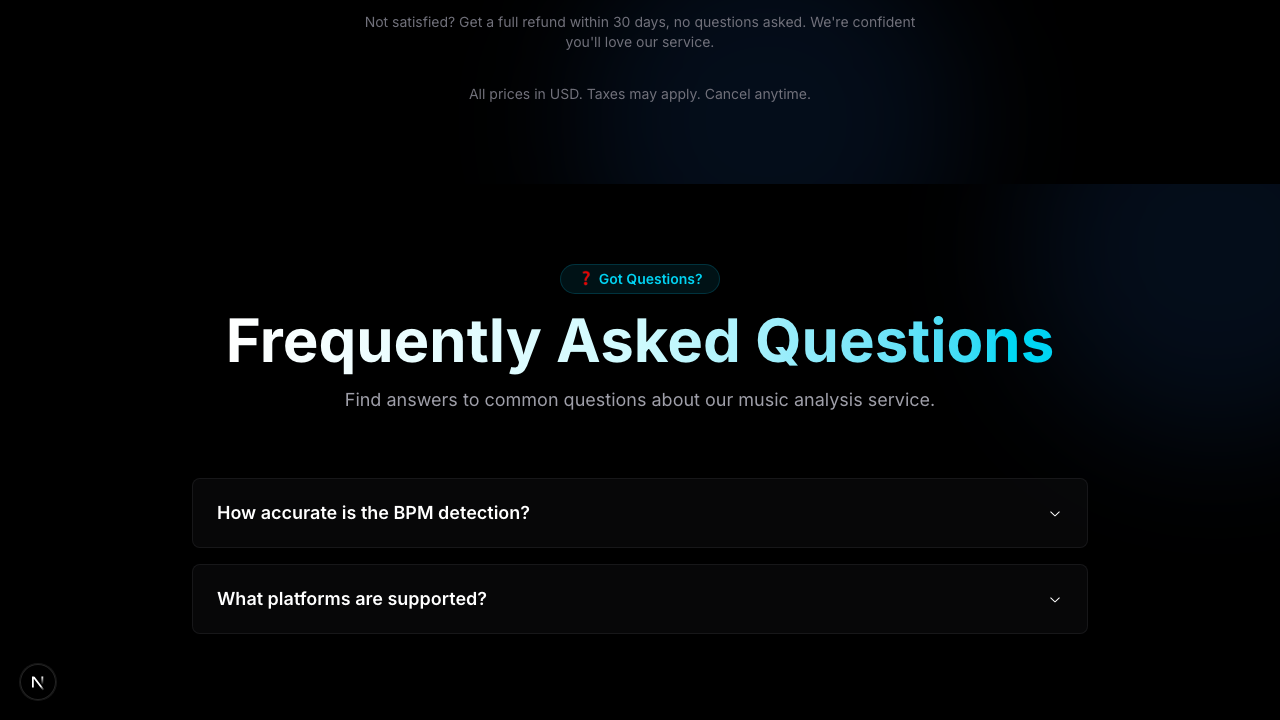 Not satisfied? Get a full refund within 30 days, no questions asked. We're confident
you'll love our service.
All prices in USD. Taxes may apply. Cancel anytime.
❓ Got Questions?
Frequently Asked Questions
Find answers to common questions about our music analysis service.
How accurate is the BPM detection?
What platforms are supported?
N